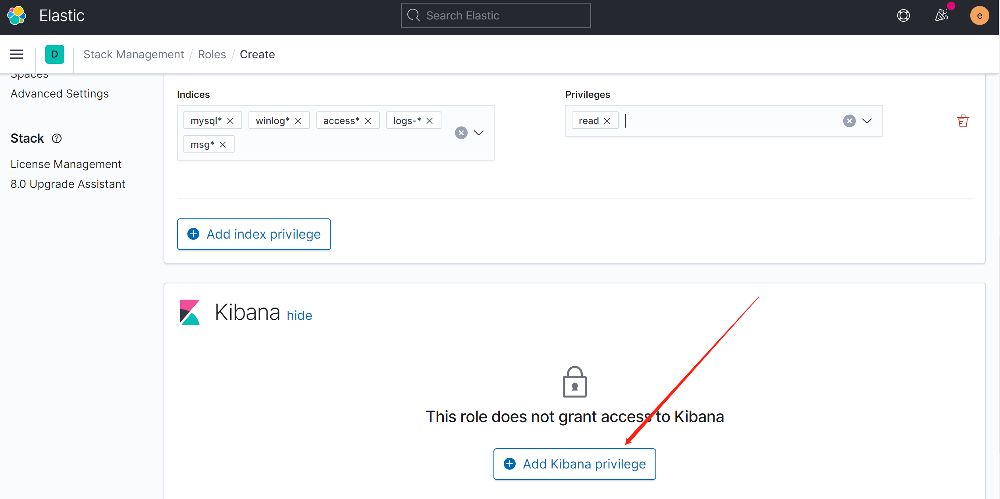 Elastic
Search Elastic
e
D
Stack Management / Roles / Create
Spaces
Advanced Settings
Stack
License Management
8.0 Upgrade Assistant
Indices
mysql*
winlog*
access*
logs-*
msg*
Privileges
read
Add index privilege
Kibana hide
This role does not grant access to Kibana
Add Kibana privilege